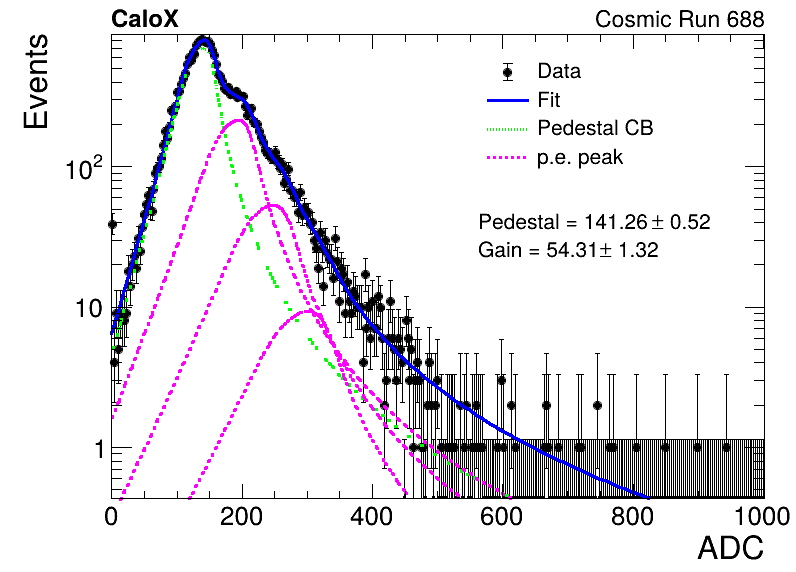 CaloX Cosmic Run 688
Events
Data
Fit
Pedestal CB
p.e. peak
Pedestal = 141.26± 0.52
Gain = 54.31± 1.32
10²
10
1
0 200 400 600 800 1000
ADC